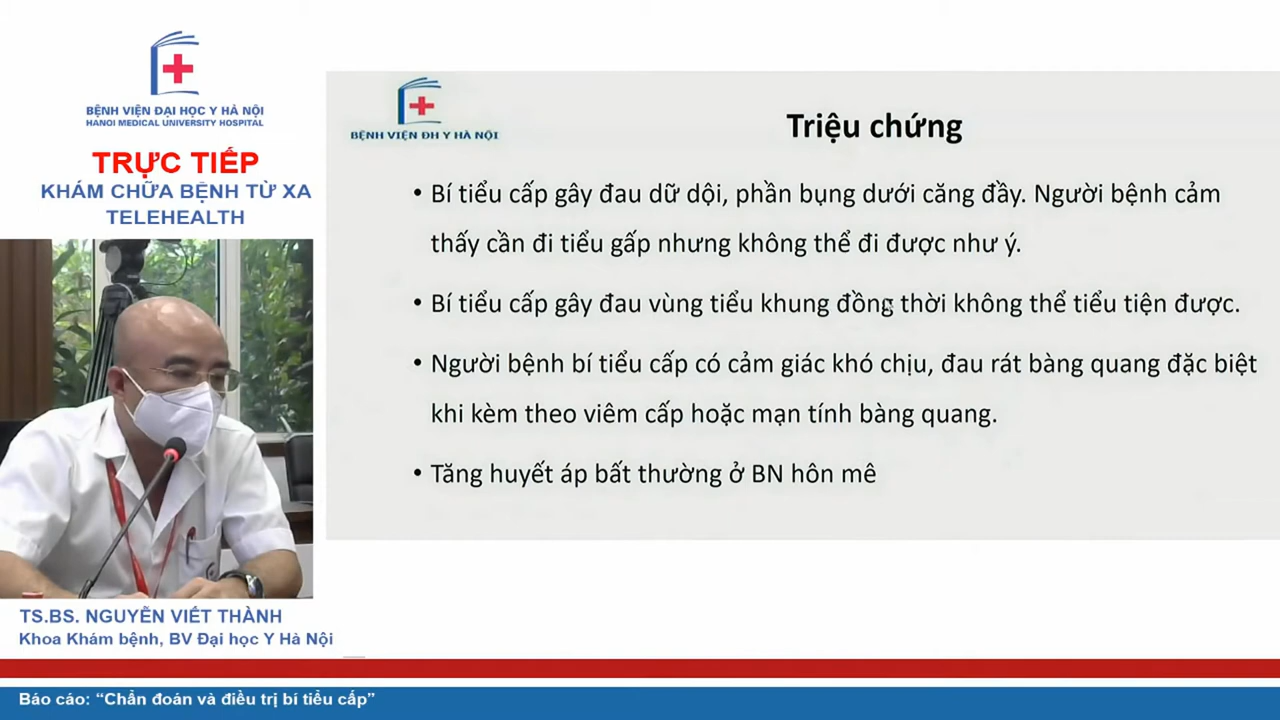 BỆNH VIỆN ĐẠI HỌC Y HÀ NỘI
HANOI MEDICAL UNIVERSITY HOSPITAL
TRỰC TIẾP
KHÁM CHỮA BỆNH TỪ XA
TELEHEALTH
BỆNH VIỆN ĐH Y HÀ NỘI
Triệu chứng
• Bí tiểu cấp gây đau dữ dội, phần bụng dưới căng đầy. Người bệnh cảm
thấy cần đi tiểu gấp nhưng không thể đi được như ý.
• Bí tiểu cấp gây đau vùng tiểu khung đồng thời không thể tiểu tiện được.
• Người bệnh bí tiểu cấp có cảm giác khó chịu, đau rát bàng quang đặc biệt
khi kèm theo viêm cấp hoặc mạn tính bàng quang.
• Tăng huyết áp bất thường ở BN hôn mê
TS.BS. NGUYỄN VIẾT THÀNH
Khoa Khám bệnh, BV Đại học Y Hà Nội
Báo cáo: “Chẩn đoán và điều trị bí tiểu cấp”